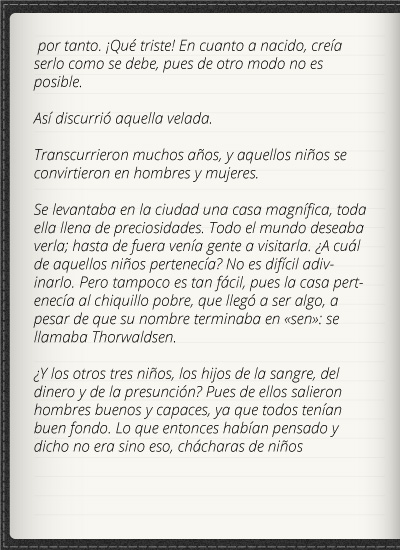 por tanto. ¡Qué triste! En cuanto a nacido, creía
serlo como se debe, pues de otro modo no es
posible.
Así discurrió aquella velada.
Transcurrieron muchos años, y aquellos niños se
convirtieron en hombres y mujeres.
Se levantaba en la ciudad una casa magnífica, toda
ella llena de preciosidades. Todo el mundo deseaba
verla; hasta de fuera venía gente a visitarla. ¿A cuál
de aquellos niños pertenecía? No es difícil adiv-
inarlo. Pero tampoco es tan fácil, pues la casa pert-
enecía al chiquillo pobre, que llegó a ser algo, a
pesar de que su nombre terminaba en «sen»: se
llamaba Thorwaldsen.
¿Y los otros tres niños, los hijos de la sangre, del
dinero y de la presunción? Pues de ellos salieron
hombres buenos y capaces, ya que todos tenían
buen fondo. Lo que entonces habían pensado y
dicho no era sino eso, chácharas de niños